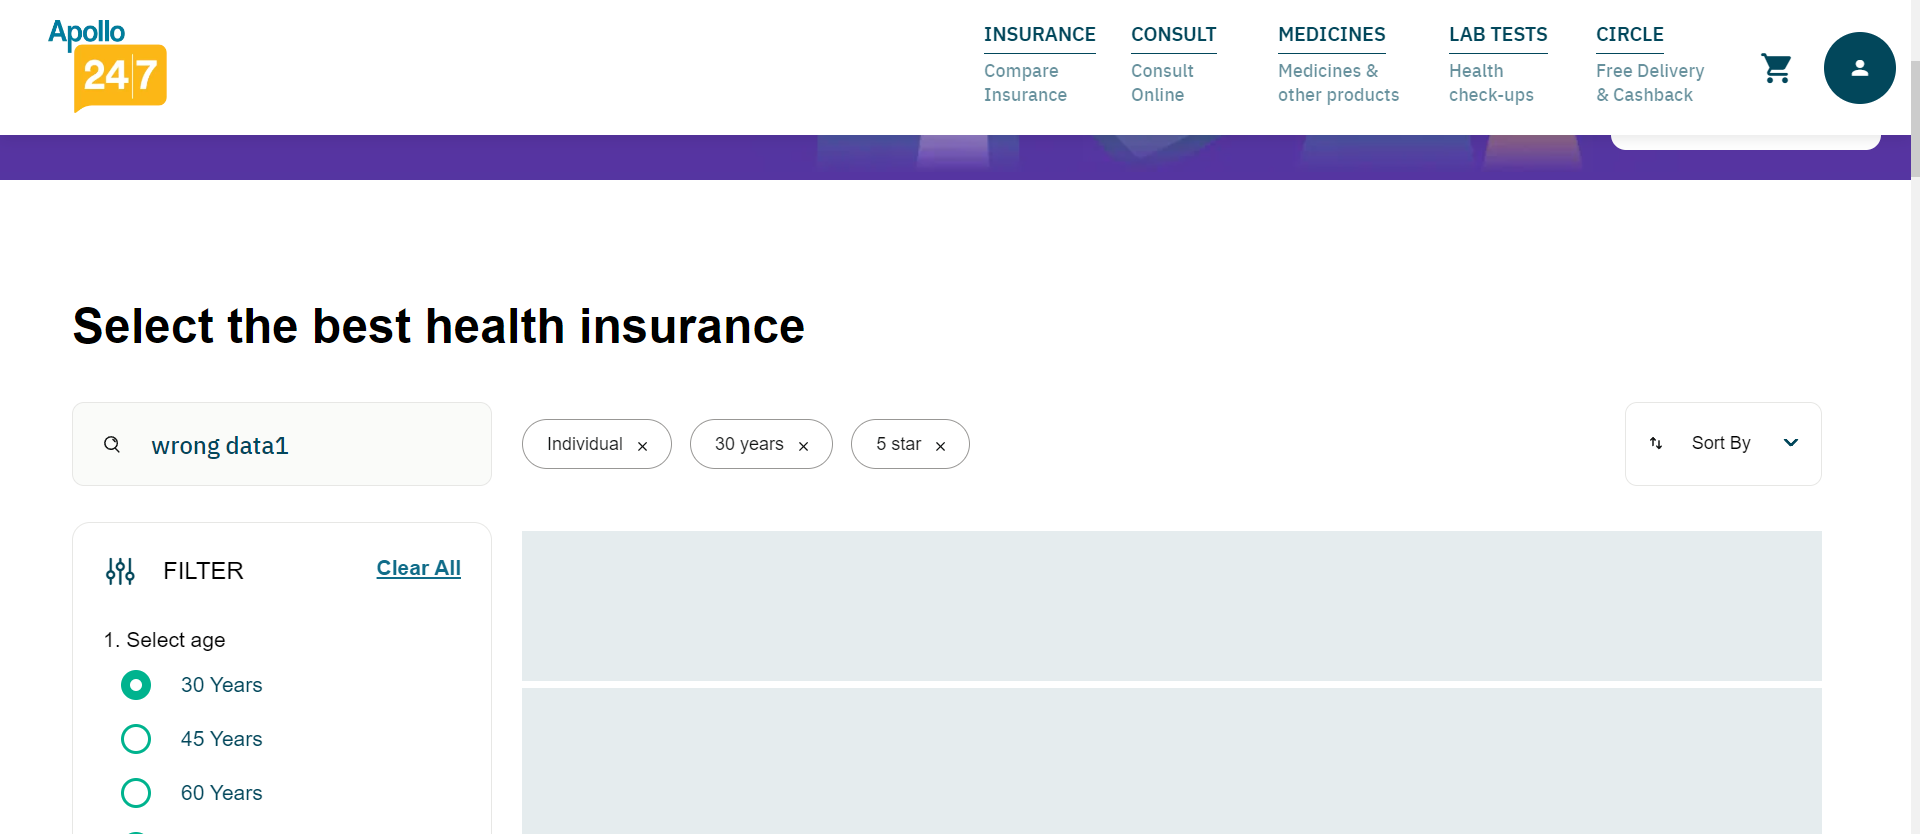 Apollo
24|7
INSURANCE
Compare
Insurance
CONSULT
Consult
Online
MEDICINES
Medicines &
other products
LAB TESTS
Health
check-ups
CIRCLE
Free Delivery
& Cashback
Select the best health insurance
wrong data1
Individual ×
30 years ×
5 star ×
Sort By
FILTER
Clear All
1. Select age
30 Years
45 Years
60 Years